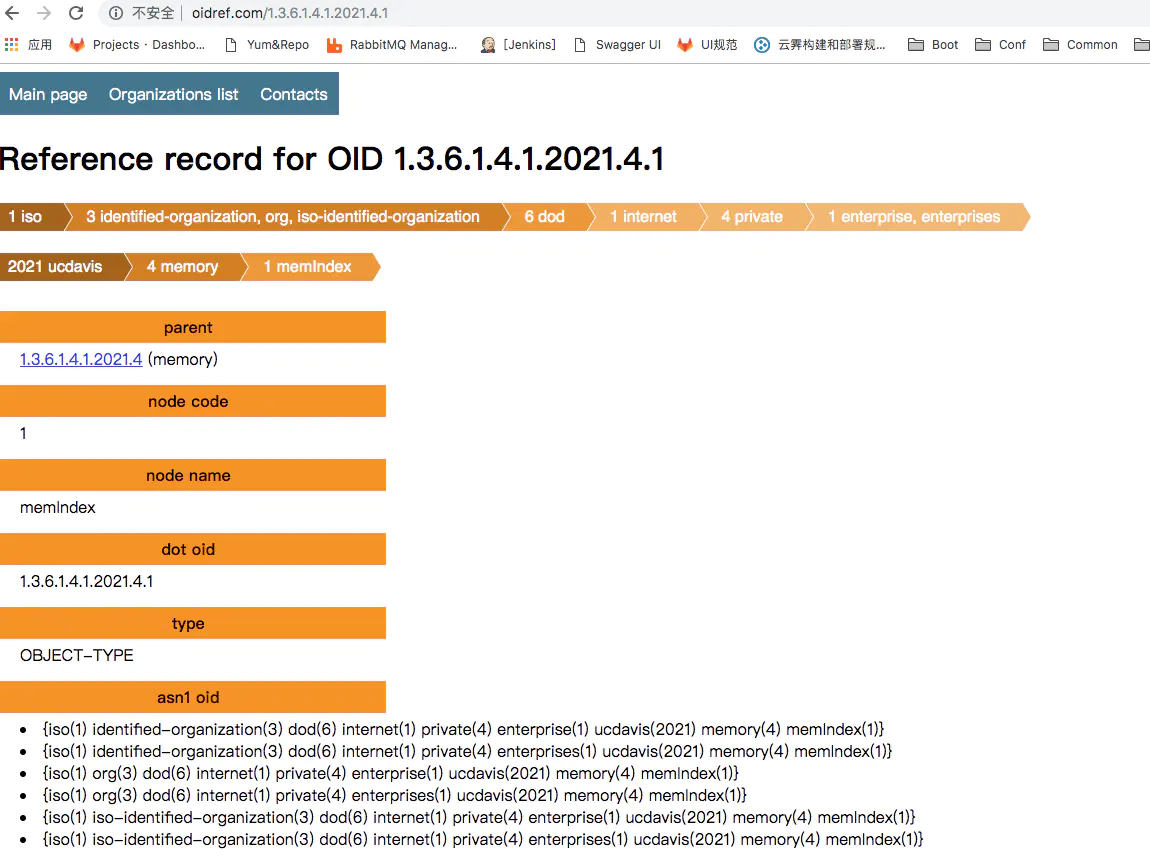 不安全 | oidref.com/1.3.6.1.4.1.2021.4.1
应用 Projects · Dashbo... Yum&Repo RabbitMQ Manag... [Jenkins] Swagger UI UI规范 云霁构建和部署规... Boot Conf Common
Main page Organizations list Contacts
Reference record for OID 1.3.6.1.4.1.2021.4.1
1 iso 3 identified-organization, org, iso-identified-organization 6 dod 1 internet 4 private 1 enterprise, enterprises
2021 ucdavis 4 memory 1 memIndex
parent
1.3.6.1.4.1.2021.4 (memory)
node code
1
node name
memIndex
dot oid
1.3.6.1.4.1.2021.4.1
type
OBJECT-TYPE
asn1 oid
• {iso(1) identified-organization(3) dod(6) internet(1) private(4) enterprise(1) ucdavis(2021) memory(4) memIndex(1)}
• {iso(1) identified-organization(3) dod(6) internet(1) private(4) enterprises(1) ucdavis(2021) memory(4) memIndex(1)}
• {iso(1) org(3) dod(6) internet(1) private(4) enterprise(1) ucdavis(2021) memory(4) memIndex(1)}
• {iso(1) org(3) dod(6) internet(1) private(4) enterprises(1) ucdavis(2021) memory(4) memIndex(1)}
• {iso(1) iso-identified-organization(3) dod(6) internet(1) private(4) enterprise(1) ucdavis(2021) memory(4) memIndex(1)}
• {iso(1) iso-identified-organization(3) dod(6) internet(1) private(4) enterprises(1) ucdavis(2021) memory(4) memIndex(1)}